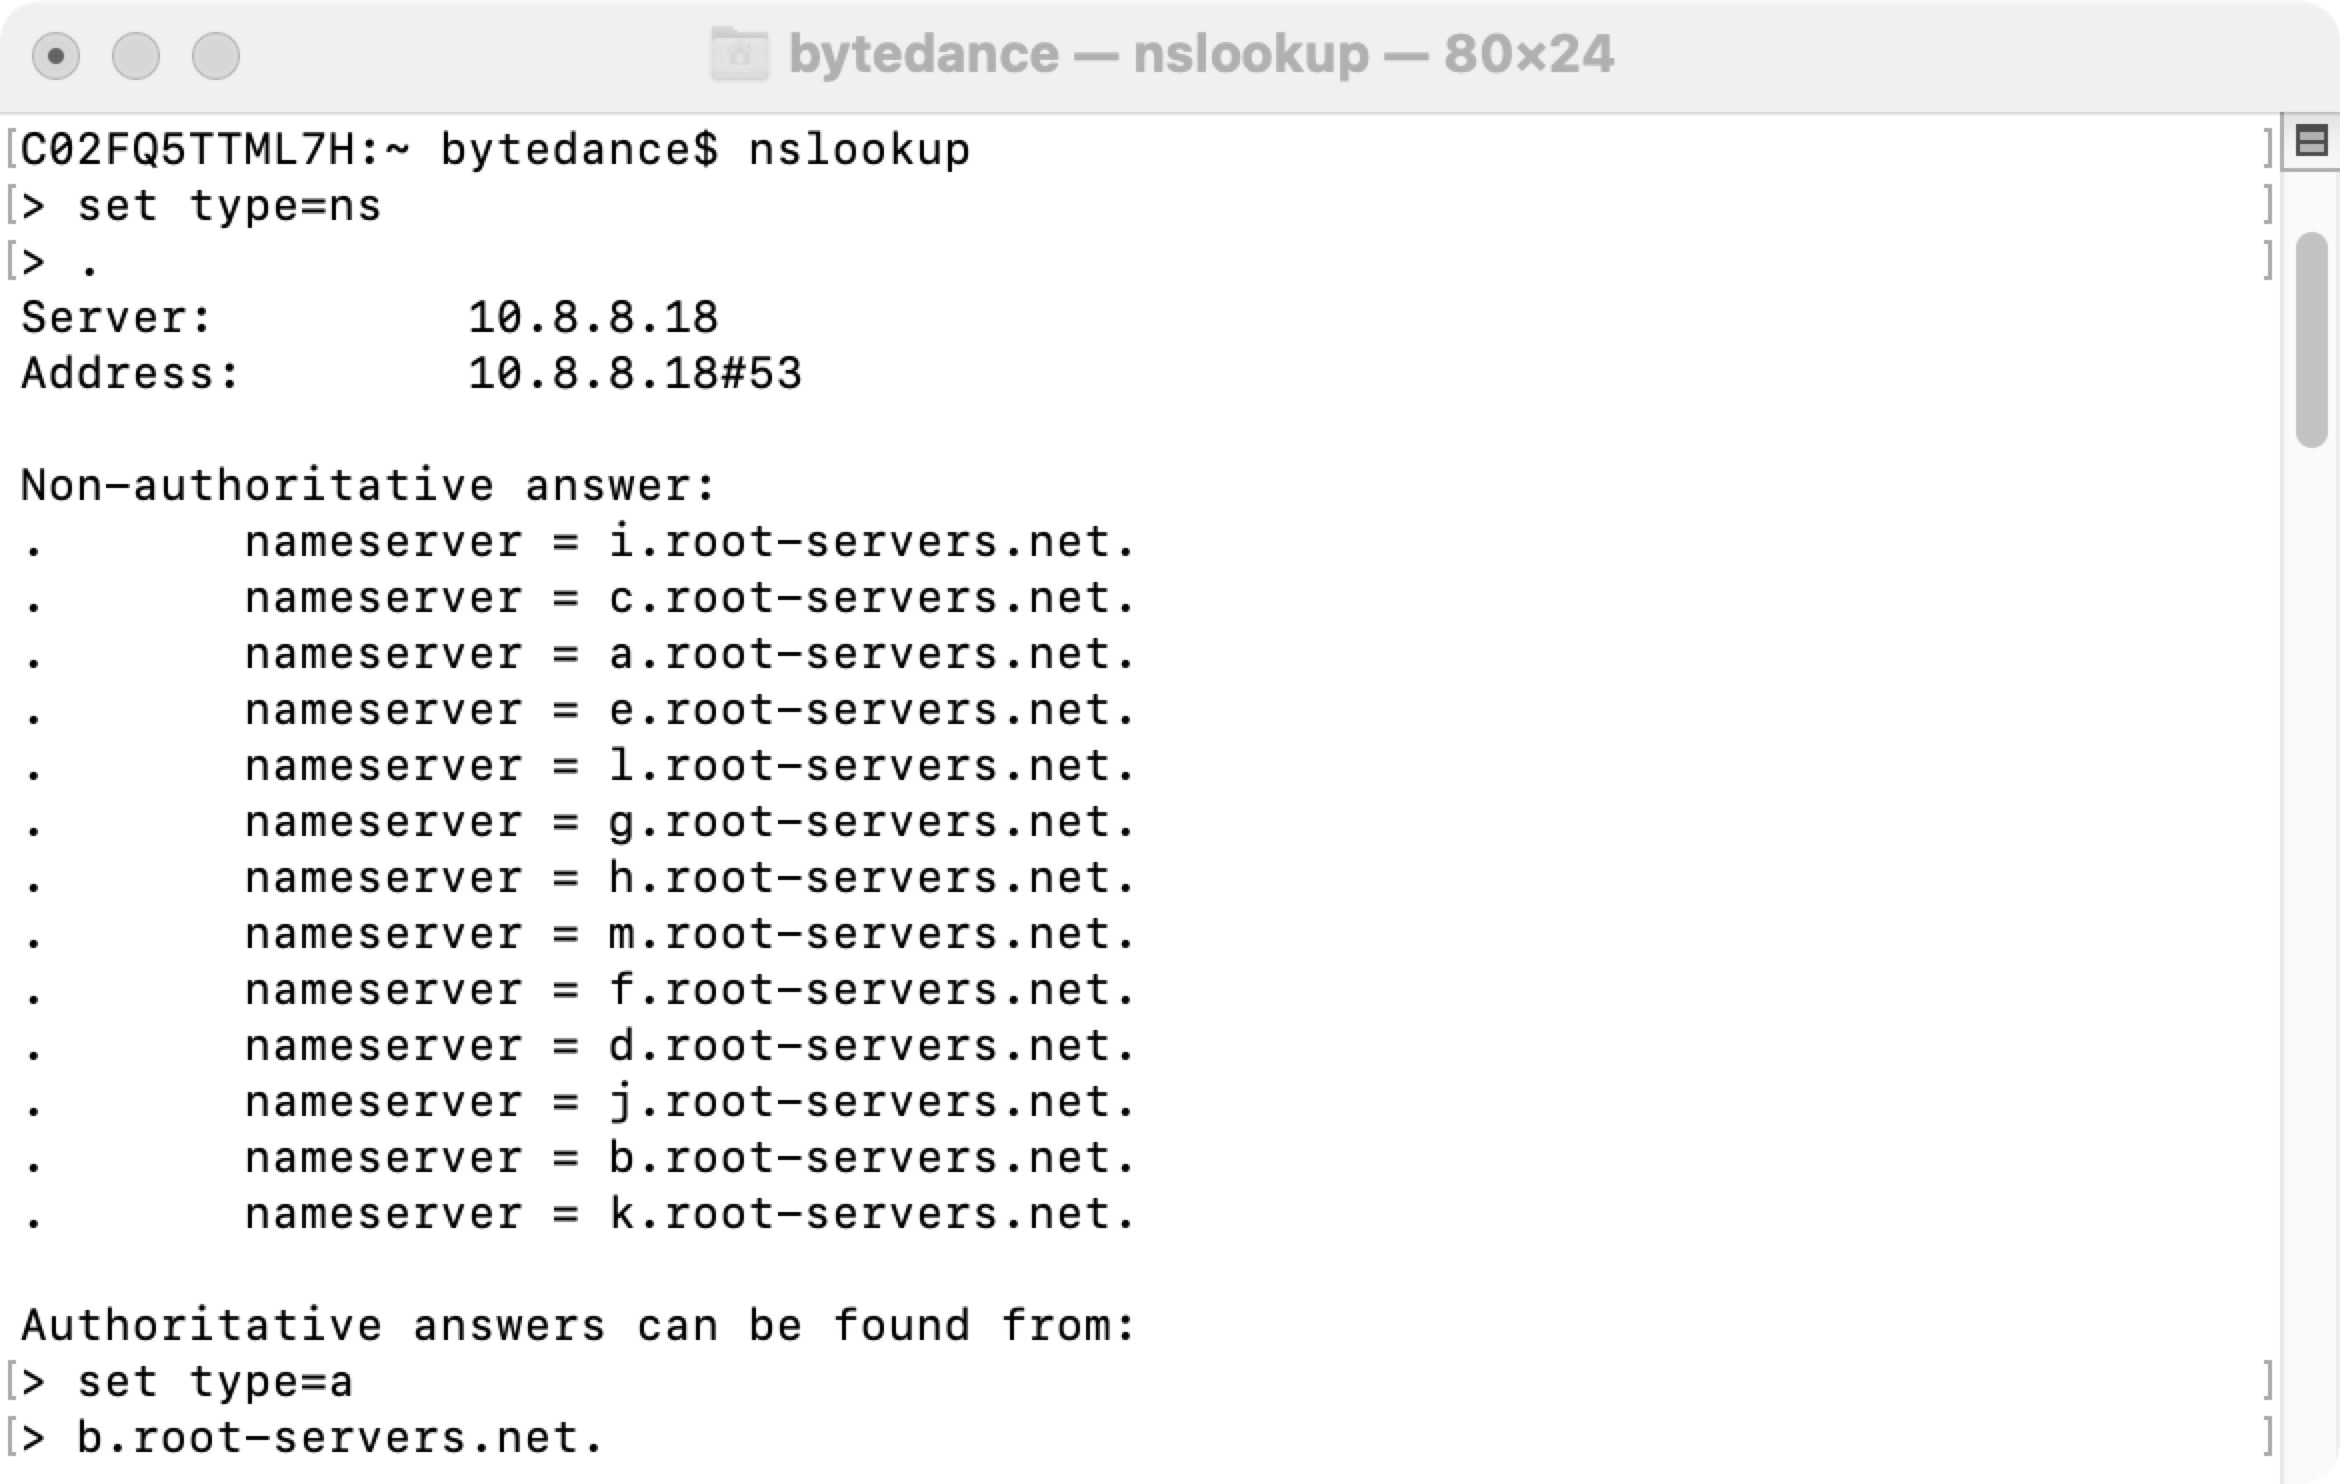 bytedance — nslookup — 80×24
[C02FQ5TTML7H:~ bytedance$ nslookup ]
[> set type=ns ]
[> . ]
Server:		10.8.8.18
Address:	10.8.8.18#53

Non-authoritative answer:
.	nameserver = i.root-servers.net.
.	nameserver = c.root-servers.net.
.	nameserver = a.root-servers.net.
.	nameserver = e.root-servers.net.
.	nameserver = l.root-servers.net.
.	nameserver = g.root-servers.net.
.	nameserver = h.root-servers.net.
.	nameserver = m.root-servers.net.
.	nameserver = f.root-servers.net.
.	nameserver = d.root-servers.net.
.	nameserver = j.root-servers.net.
.	nameserver = b.root-servers.net.
.	nameserver = k.root-servers.net.

Authoritative answers can be found from:
[> set type=a ]
[> b.root-servers.net. ]